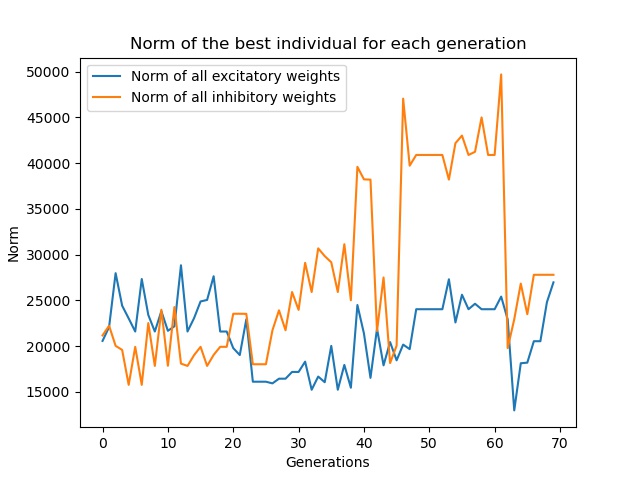 Norm of the best individual for each generation
Norm of all excitatory weights
Norm of all inhibitory weights
50000
45000
40000
35000
30000
25000
20000
15000
Norm
0 10 20 30 40 50 60 70
Generations